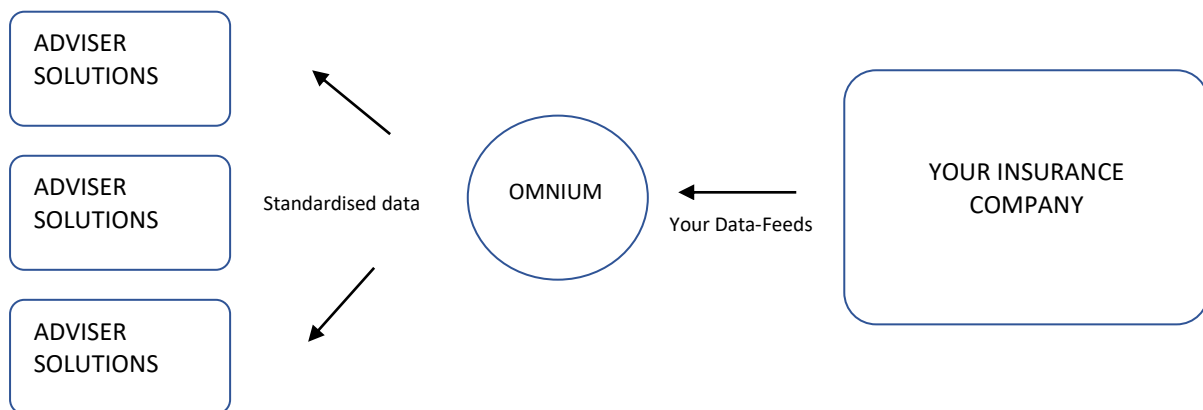 ADVISER
SOLUTIONS
ADVISER
SOLUTIONS
ADVISER
SOLUTIONS
Standardised data
OMNIUM
Your Data-Feeds
YOUR INSURANCE
COMPANY